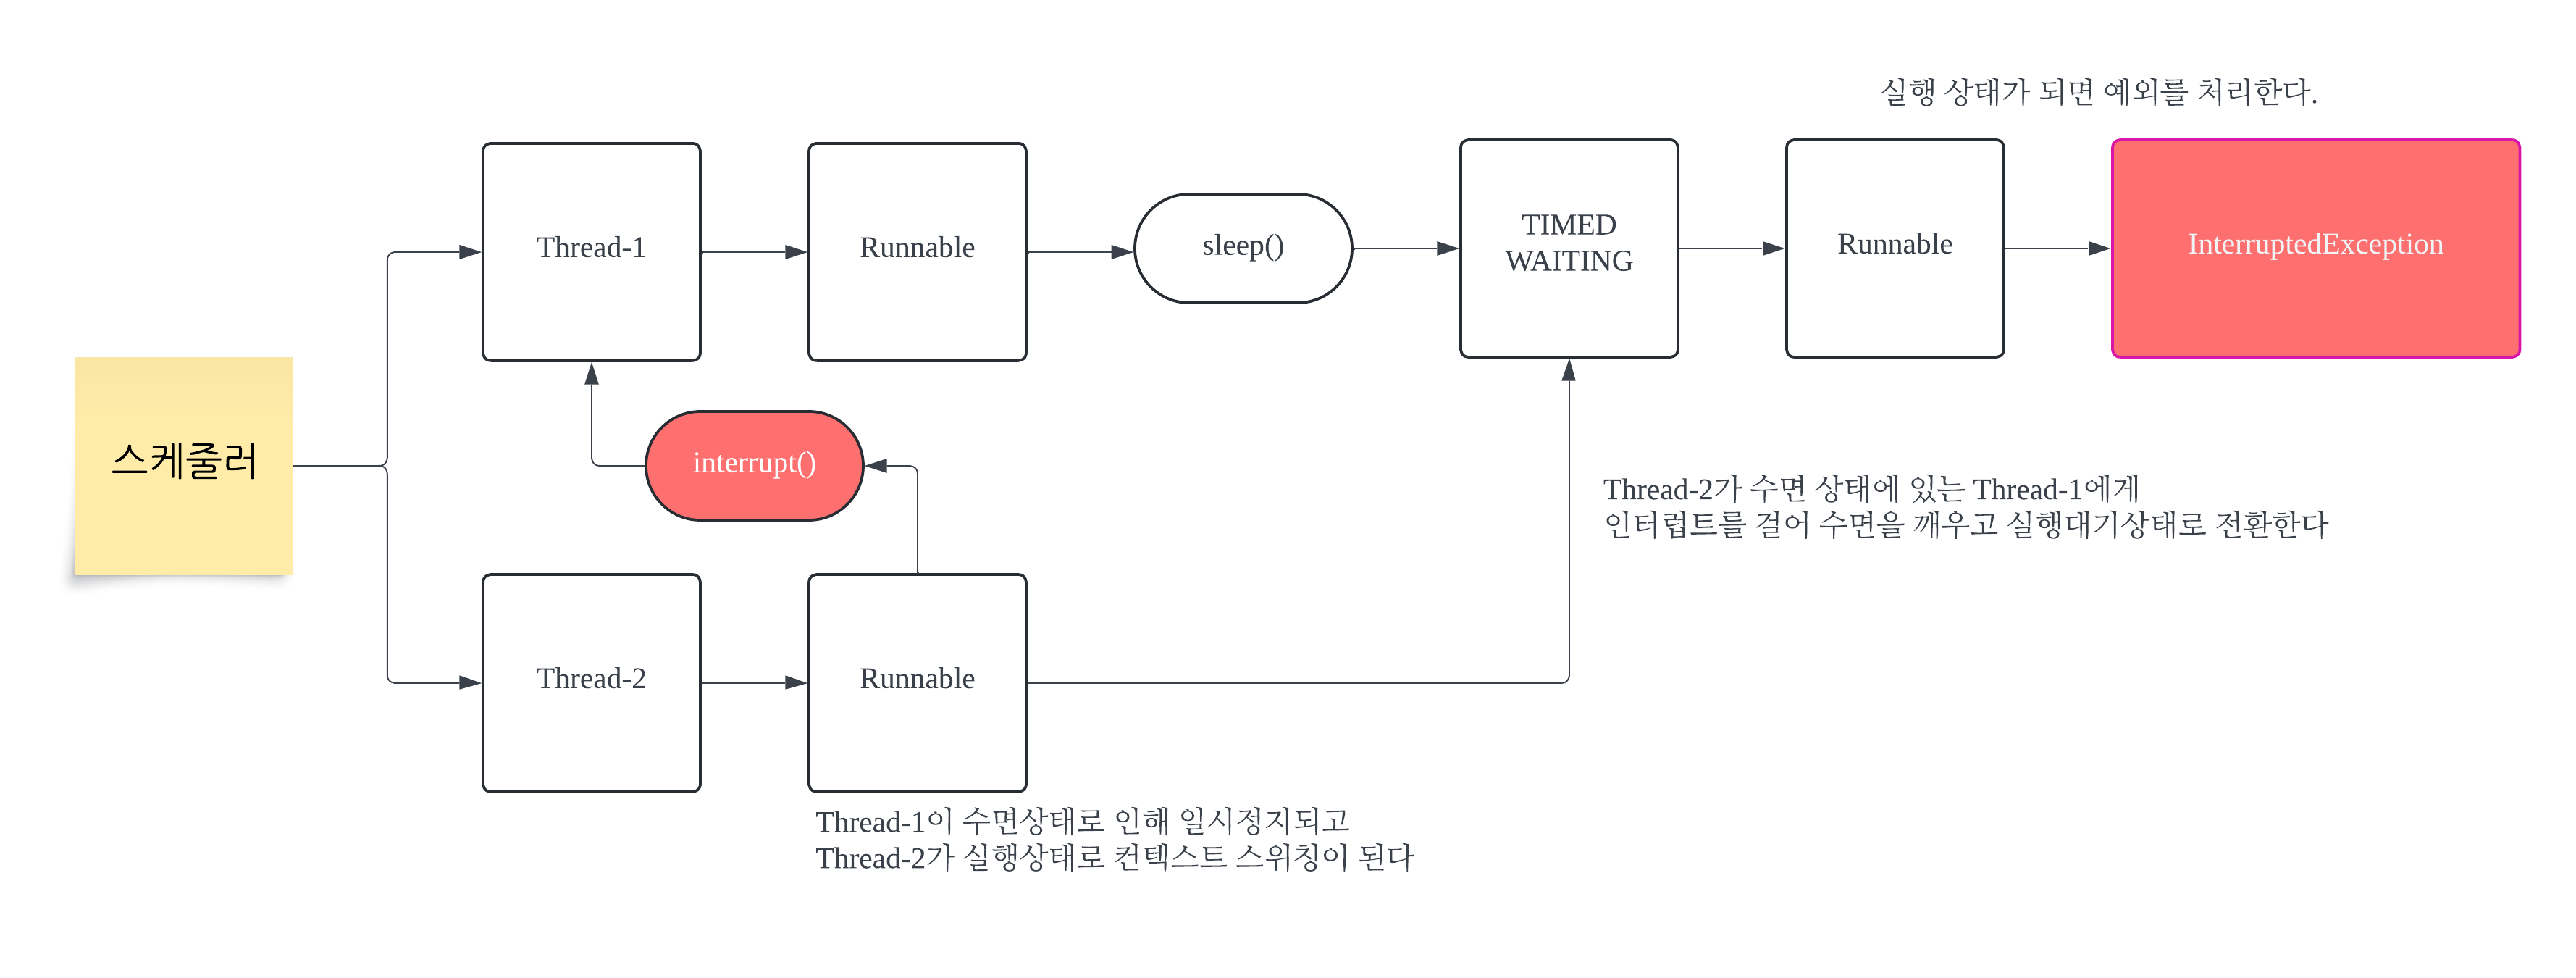 실행 상태가 되면 예외를 처리한다.
Thread-1
Runnable
sleep()
TIMED
WAITING
Runnable
InterruptedException
스케줄러
interrupt()
Thread-2가 수면 상태에 있는 Thread-1에게
인터럽트를 걸어 수면을 깨우고 실행대기상태로 전환한다
Thread-2
Runnable
Thread-1이 수면상태로 인해 일시정지되고
Thread-2가 실행상태로 컨텍스트 스위칭이 된다